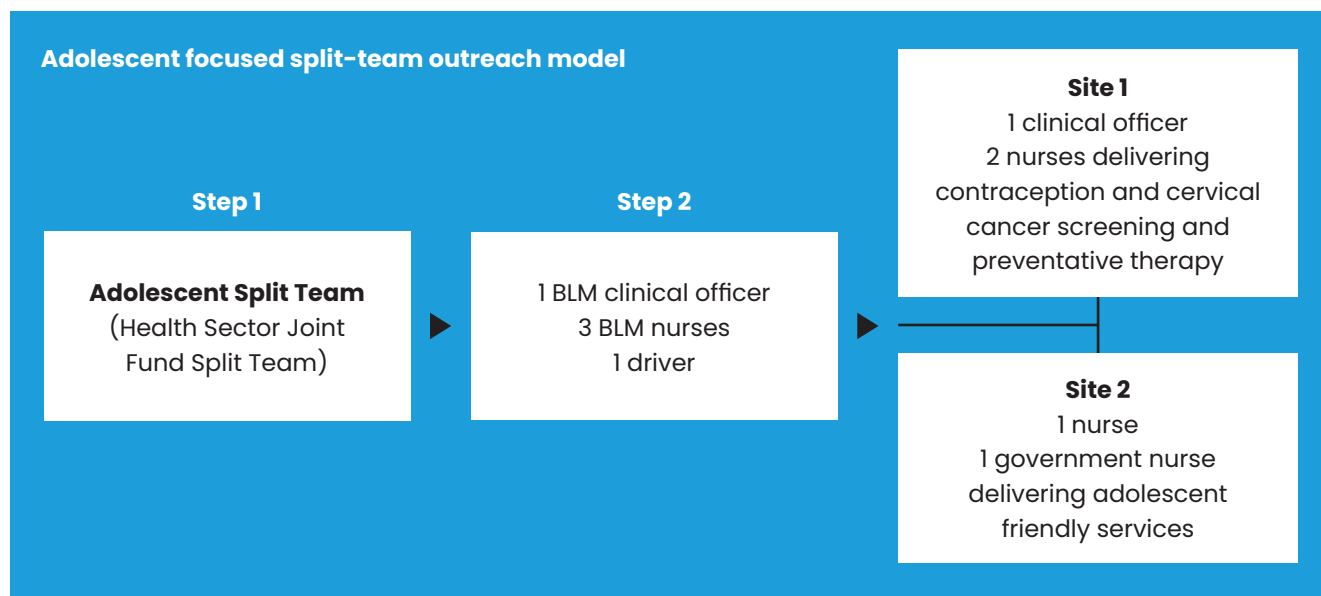 Adolescent focused split-team outreach model
Step 1
Adolescent Split Team
(Health Sector Joint
Fund Split Team)
Step 2
1 BLM clinical officer
3 BLM nurses
1 driver
Site 1
1 clinical officer
2 nurses delivering
contraception and cervical
cancer screening and
preventative therapy
Site 2
1 nurse
1 government nurse
delivering adolescent
friendly services